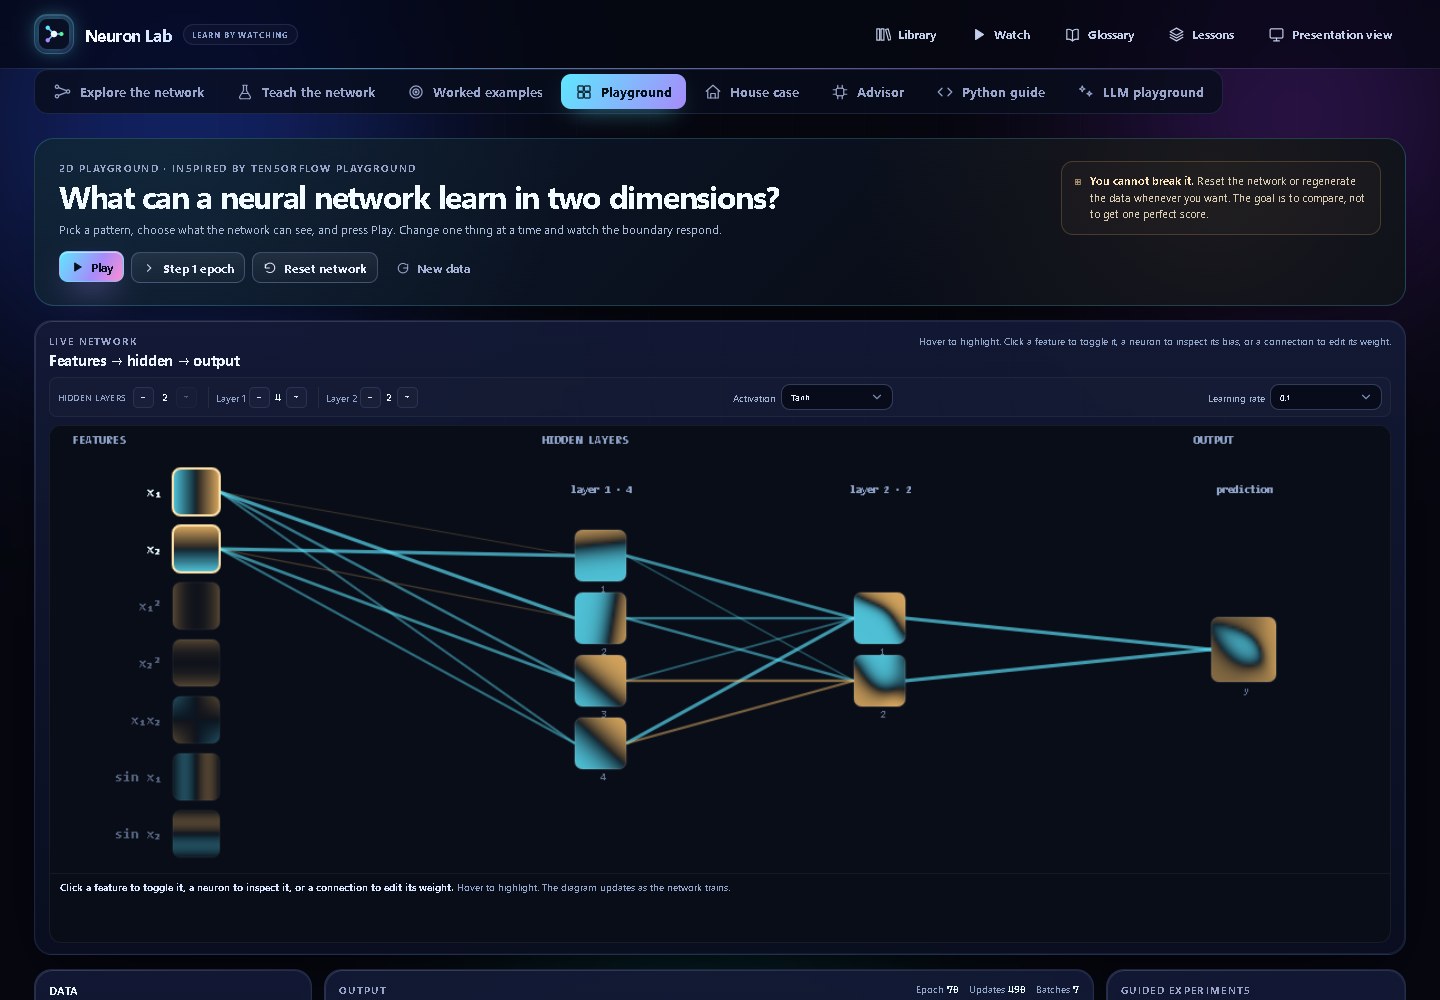 Neuron Lab
LEARN BY WATCHING
Library
Watch
Glossary
Lessons
Presentation view
Explore the network
Teach the network
Worked examples
Playground
House case
Advisor
Python guide
LLM playground
2D PLAYGROUND · INSPIRED BY TENSORFLOW PLAYGROUND
What can a neural network learn in two dimensions?
Pick a pattern, choose what the network can see, and press Play. Change one thing at a time and watch the boundary respond.
You cannot break it. Reset the network or regenerate
the data whenever you want. The goal is to compare, not
to get one perfect score.
Play
Step 1 epoch
Reset network
New data
LIVE NETWORK
Features → hidden → output
Hover to highlight. Click a feature to toggle it, a neuron to inspect its bias, or a connection to edit its weight.
HIDDEN LAYERS − 2 +
Layer 1 − 4 +
Layer 2 − 2 +
Activation Tanh
Learning rate 0.1
FEATURES
HIDDEN LAYERS
OUTPUT
layer 1 · 4
layer 2 · 2
prediction
x₁
x₂
x₁²
x₂²
x₁x₂
sin x₁
sin x₂
1
2
3
4
1
2
y
Click a feature to toggle it, a neuron to inspect it, or a connection to edit its weight. Hover to highlight. The diagram updates as the network trains.
DATA
OUTPUT
Epoch 70 Updates 490 Batches 7
GUIDED EXPERIMENTS